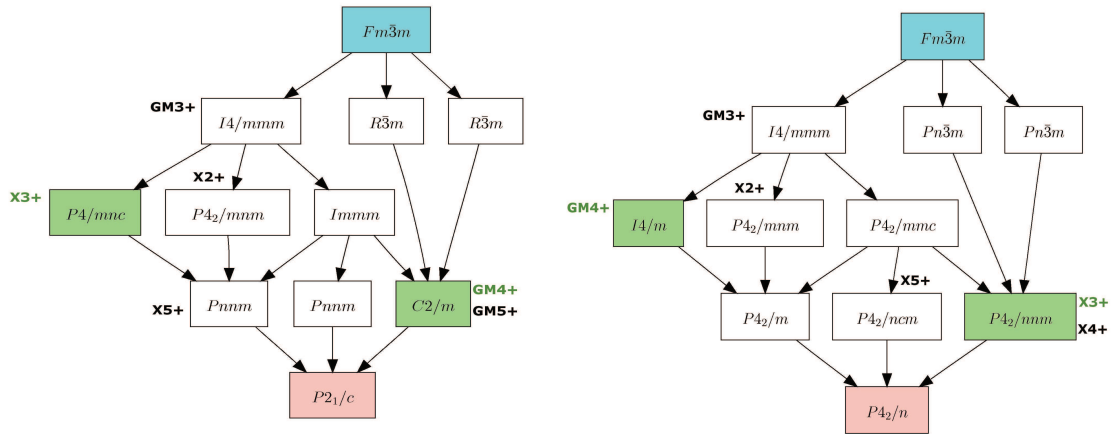 Fm3̄m
GM3+
I4/mmm
R3̄m
R3̄m
X3+
X2+
P4/mnc
P4₂/mnm
Immm
X5+
Pnnm
Pnnm
C2/m
GM4+
GM5+
P2₁/c
Fm3̄m
GM3+
I4/mmm
Pn3̄m
Pn3̄m
GM4+
X2+
I4/m
P4₂/mnm
P4₂/mmc
X5+
P4₂/m
P4₂/ncm
P4₂/nnm
X3+
X4+
P4₂/n